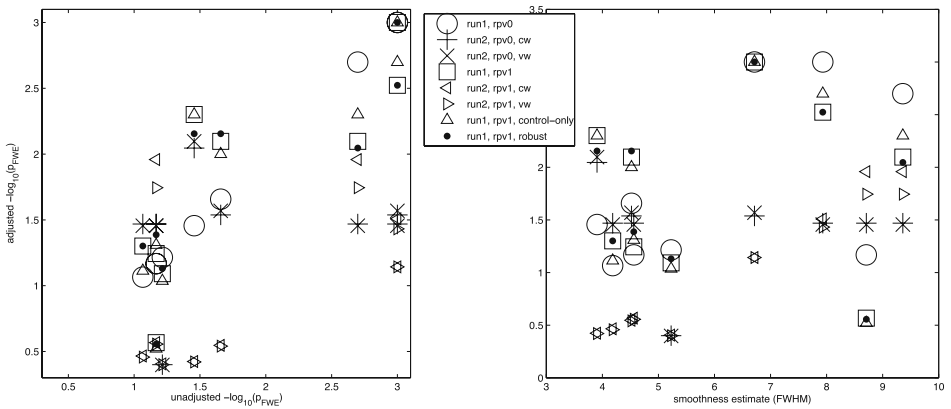 3
2.5
2
1.5
1
0.5
0.5
1
1.5
2
2.5
3
adjusted −log10(pFWE)
unadjusted −log10(pFWE)
run1, rpv0
run2, rpv0, cw
run2, rpv0, vw
run1, rpv1
run2, rpv1, cw
run2, rpv1, vw
run1, rpv1, control−only
run1, rpv1, robust
3.5
2
1.5
1
0.5
0
3
4
5
6
7
8
9
10
smoothness estimate (FWHM)